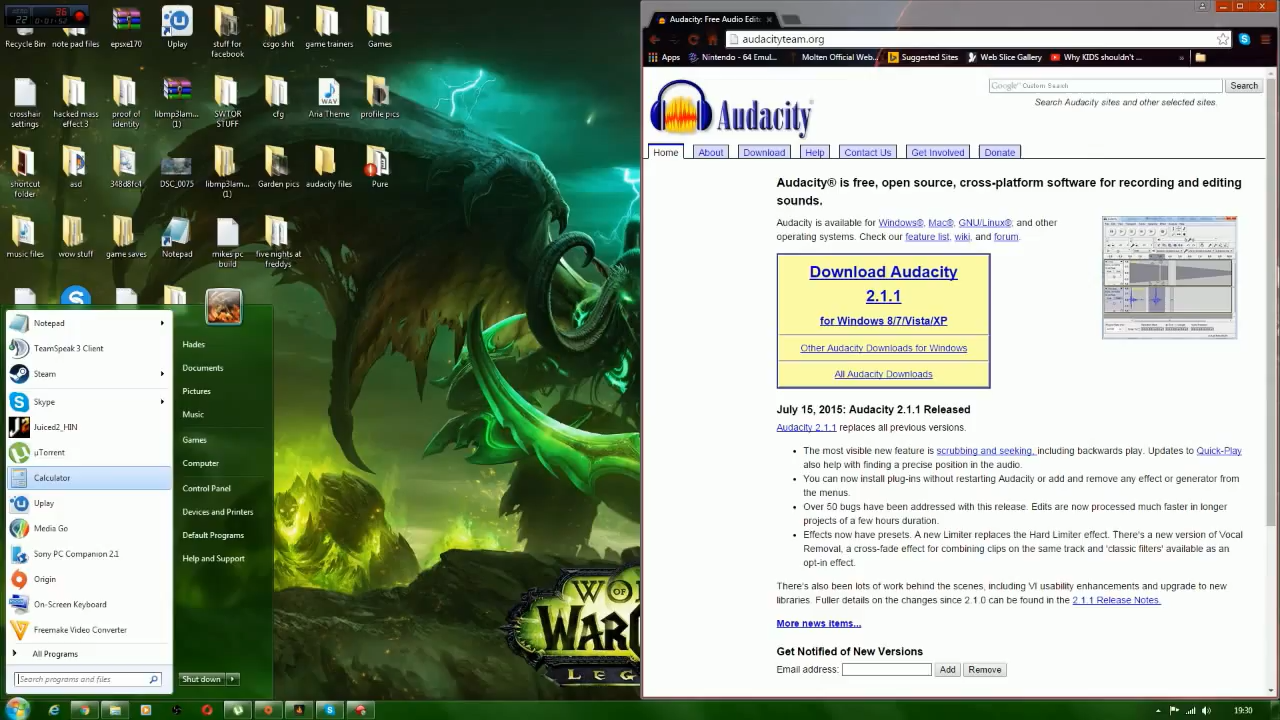 36
22
0:01:58
Recycle Bin
note pad files
epsxe170
Uplay
stuff for facebook
csgo shit
game trainers
Games
crosshair settings
hacked mass effect 3
proof of identity
libmp3lam... (1)
SWTOR STUFF
cfg
WAV
Aria Theme
profile pics
shortcut folder
asd
348d8fc4
DSC_0075
libmp3lam... (1)
Garden pics
audacity files
Pure
music files
wow stuff
game saves
Notepad
mikes pc build
five nights at freddys
Notepad
TeamSpeak 3 Client
Steam
Skype
Juiced2_HIN
µTorrent
Calculator
Uplay
Media Go
Sony PC Companion 2.1
Origin
On-Screen Keyboard
Freemake Video Converter
All Programs
Search programs and files
Hades
Documents
Pictures
Music
Games
Computer
Control Panel
Devices and Printers
Default Programs
Help and Support
Shut down
WOR
OF
WARC
LEG
Audacity: Free Audio Edito
audacityteam.org
Apps
Nintendo - 64 Emul...
Molten Official Web...
Suggested Sites
Web Slice Gallery
Why KIDS shouldn't...
»
Audacity®
Google™ Custom Search
Search
Search Audacity sites and other selected sites.
Home
About
Download
Help
Contact Us
Get Involved
Donate
Audacity® is free, open source, cross-platform software for recording and editing
sounds.
Audacity is available for Windows®, Mac®, GNU/Linux®, and other
operating systems. Check our feature list, wiki, and forum.
Download Audacity
2.1.1
for Windows 8/7/Vista/XP
Other Audacity Downloads for Windows
All Audacity Downloads
July 15, 2015: Audacity 2.1.1 Released
Audacity 2.1.1 replaces all previous versions.
• The most visible new feature is scrubbing and seeking, including backwards play. Updates to Quick-Play
also help with finding a precise position in the audio.
• You can now install plug-ins without restarting Audacity or add and remove any effect or generator from
the menus.
• Over 50 bugs have been addressed with this release. Edits are now processed much faster in longer
projects of a few hours duration.
• Effects now have presets. A new Limiter replaces the Hard Limiter effect. There's a new version of Vocal
Removal, a cross-fade effect for combining clips on the same track and 'classic filters' available as an
opt-in effect.
There's also been lots of work behind the scenes, including VI usability enhancements and upgrade to new
libraries. Fuller details on the changes since 2.1.0 can be found in the 2.1.1 Release Notes.
More news items...
Get Notified of New Versions
Email address:
Add
Remove
19:30